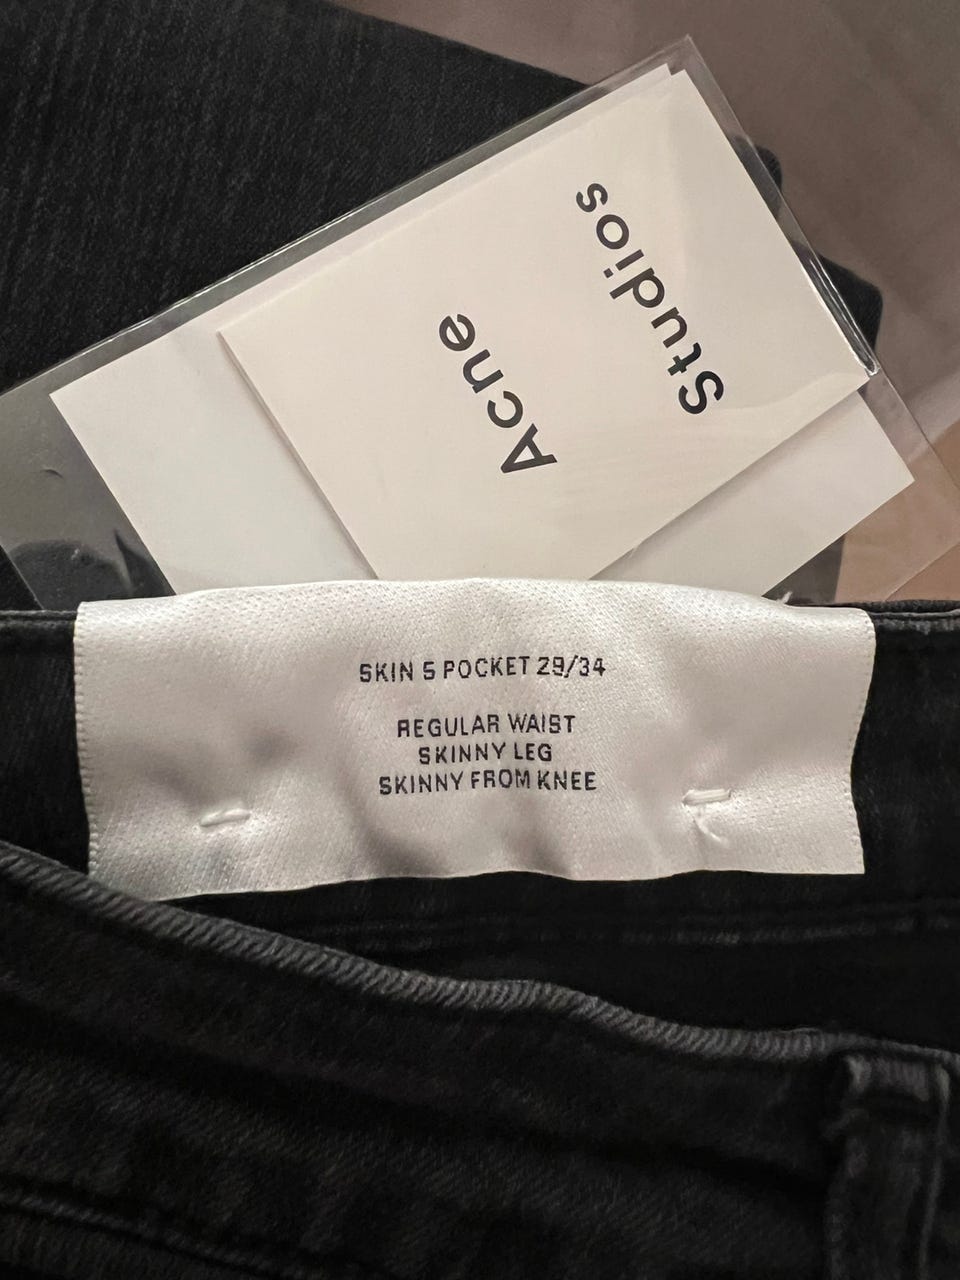 Acne
Studios
SKIN 5 POCKET 29/34
REGULAR WAIST
SKINNY LEG
SKINNY FROM KNEE